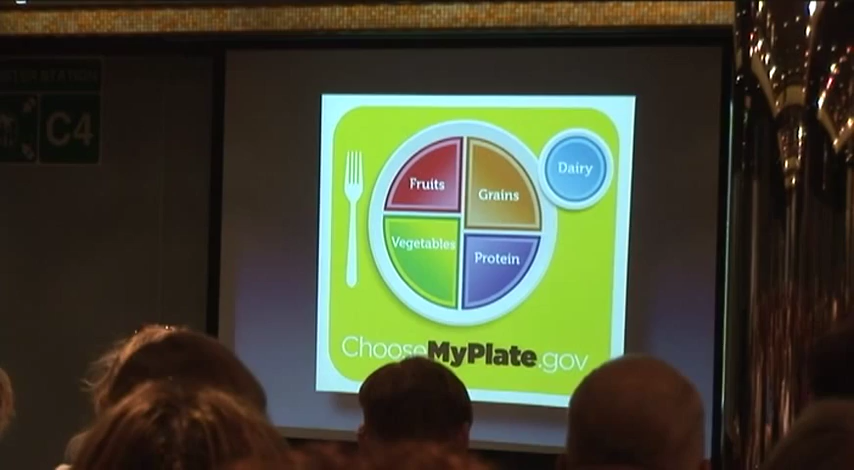 C4
Fruits
Grains
Dairy
Vegetables
Protein
ChooseMyPlate.gov